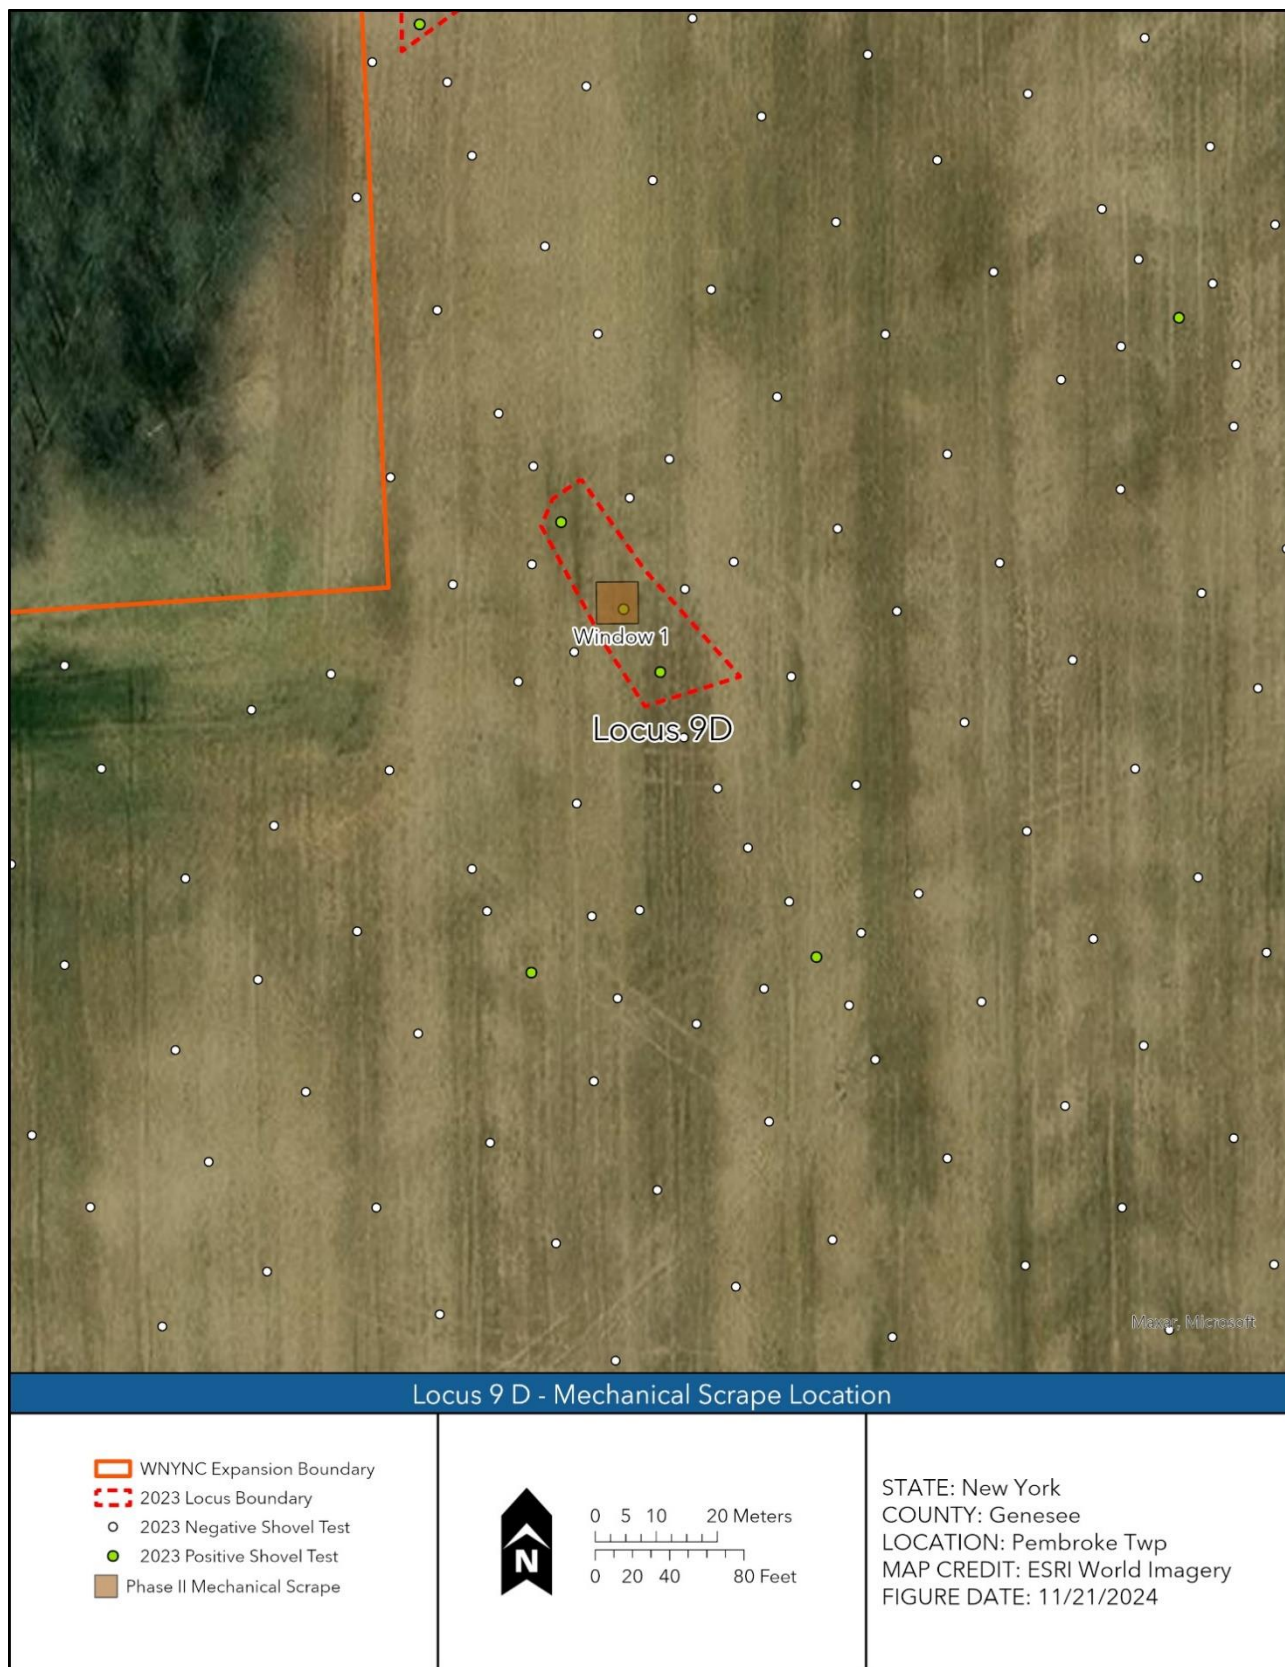 Window 1
Locus 9D
Maxar, Microsoft
Locus 9 D - Mechanical Scrape Location
WNYNC Expansion Boundary
2023 Locus Boundary
2023 Negative Shovel Test
2023 Positive Shovel Test
Phase II Mechanical Scrape
N
0 5 10 20 Meters
0 20 40 80 Feet
STATE: New York
COUNTY: Genesee
LOCATION: Pembroke Twp
MAP CREDIT: ESRI World Imagery
FIGURE DATE: 11/21/2024